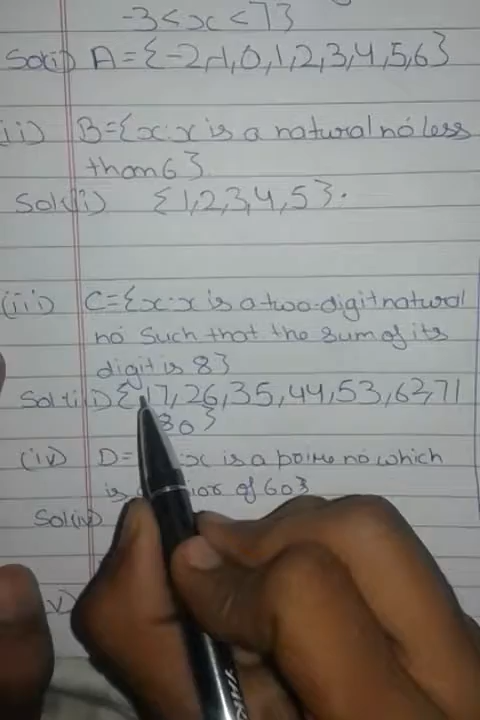 -3<x<7}
Sol(i) A={-2,-1,0,1,2,3,4,5,6}
(ii) B={x:x is a natural no less
than 6}
Sol(i) {1,2,3,4,5}.
(iii) C={x:x is a two-digit natural
no such that the sum of its
digit is 8}
Sol(iii) {17,26,35,44,53,62,71
80}
(iv) D= x is a prime no which
is of 60}
Sol(iv)
v)